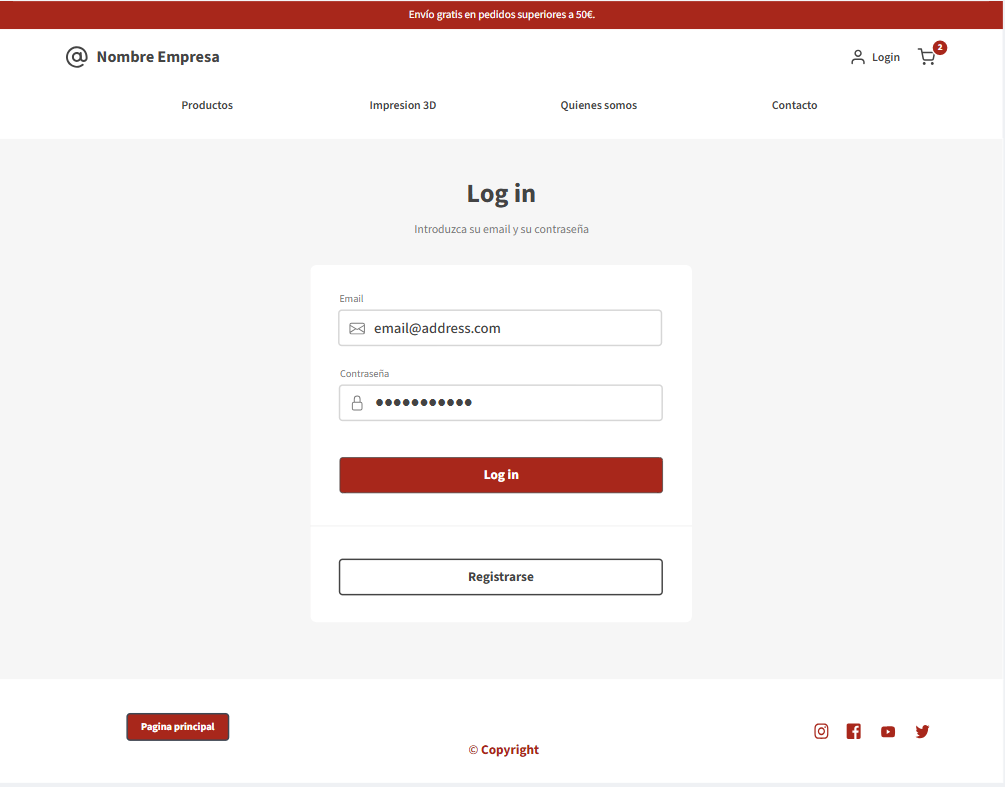 Envío gratis en pedidos superiores a 50€.
@ Nombre Empresa
Login
2
Productos
Impresion 3D
Quienes somos
Contacto
Log in
Introduzca su email y su contraseña
Email
email@address.com
Contraseña
●●●●●●●●●●●
Log in
Registrarse
Pagina principal
© Copyright